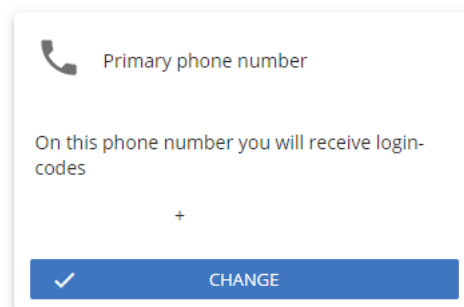 Primary phone number
On this phone number you will receive login-
codes
+
CHANGE